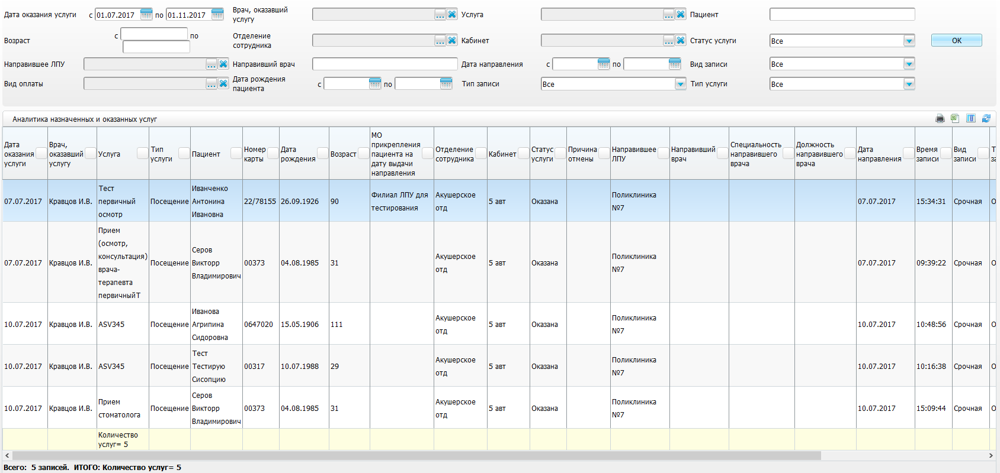 Дата оказания услуги с 01.07.2017 по 01.11.2017 Врач, оказавший услугу ... Услуга ... Пациент
Возраст с по Отделение сотрудника ... Кабинет ... Статус услуги Все ОК
Направившее ЛПУ ... Направивший врач Дата направления с по Вид записи Все
Вид оплаты ... Дата рождения пациента с по Тип записи Все Тип услуги Все
Аналитика назначенных и оказанных услуг
Дата оказания услуги Врач, оказавший услугу Услуга Тип услуги Пациент Номер карты Дата рождения Возраст МО прикрепления пациента на дату выдачи направления Отделение сотрудника Кабинет Статус услуги Причина отмены Направившее ЛПУ Направивший врач Специальность направившего врача Должность направившего врача Дата направления Время записи Вид записи Т з
07.07.2017 Кравцов И.В. Тест первичный осмотр Посещение Иванченко Антонина Ивановна 22/78155 26.09.1926 90 Филиал ЛПУ для тестирования Акушерское отд 5 авт Оказана Поликлиника №7 07.07.2017 15:34:31 Срочная О
07.07.2017 Кравцов И.В. Прием (осмотр, консультация) врача-терапевта первичныйТ Посещение Серов Викторр Владимирович 00373 04.08.1985 31 Акушерское отд 5 авт Оказана Поликлиника №7 07.07.2017 09:39:22 Срочная О
10.07.2017 Кравцов И.В. ASV345 Посещение Иванова Агрипина Сидоровна 0647020 15.05.1906 111 Акушерское отд 5 авт Оказана Поликлиника №7 10.07.2017 10:48:56 Срочная О
10.07.2017 Кравцов И.В. ASV345 Посещение Тест Тестирую Сисопцию 00317 10.07.1988 29 Акушерское отд 5 авт Оказана Поликлиника №7 10.07.2017 10:16:38 Срочная О
10.07.2017 Кравцов И.В. Прием стоматолога Посещение Серов Викторр Владимирович 00373 04.08.1985 31 Акушерское отд 5 авт Оказана Поликлиника №7 10.07.2017 15:09:44 Срочная О
Количество услуг= 5
Всего: 5 записей. ИТОГО: Количество услуг= 5